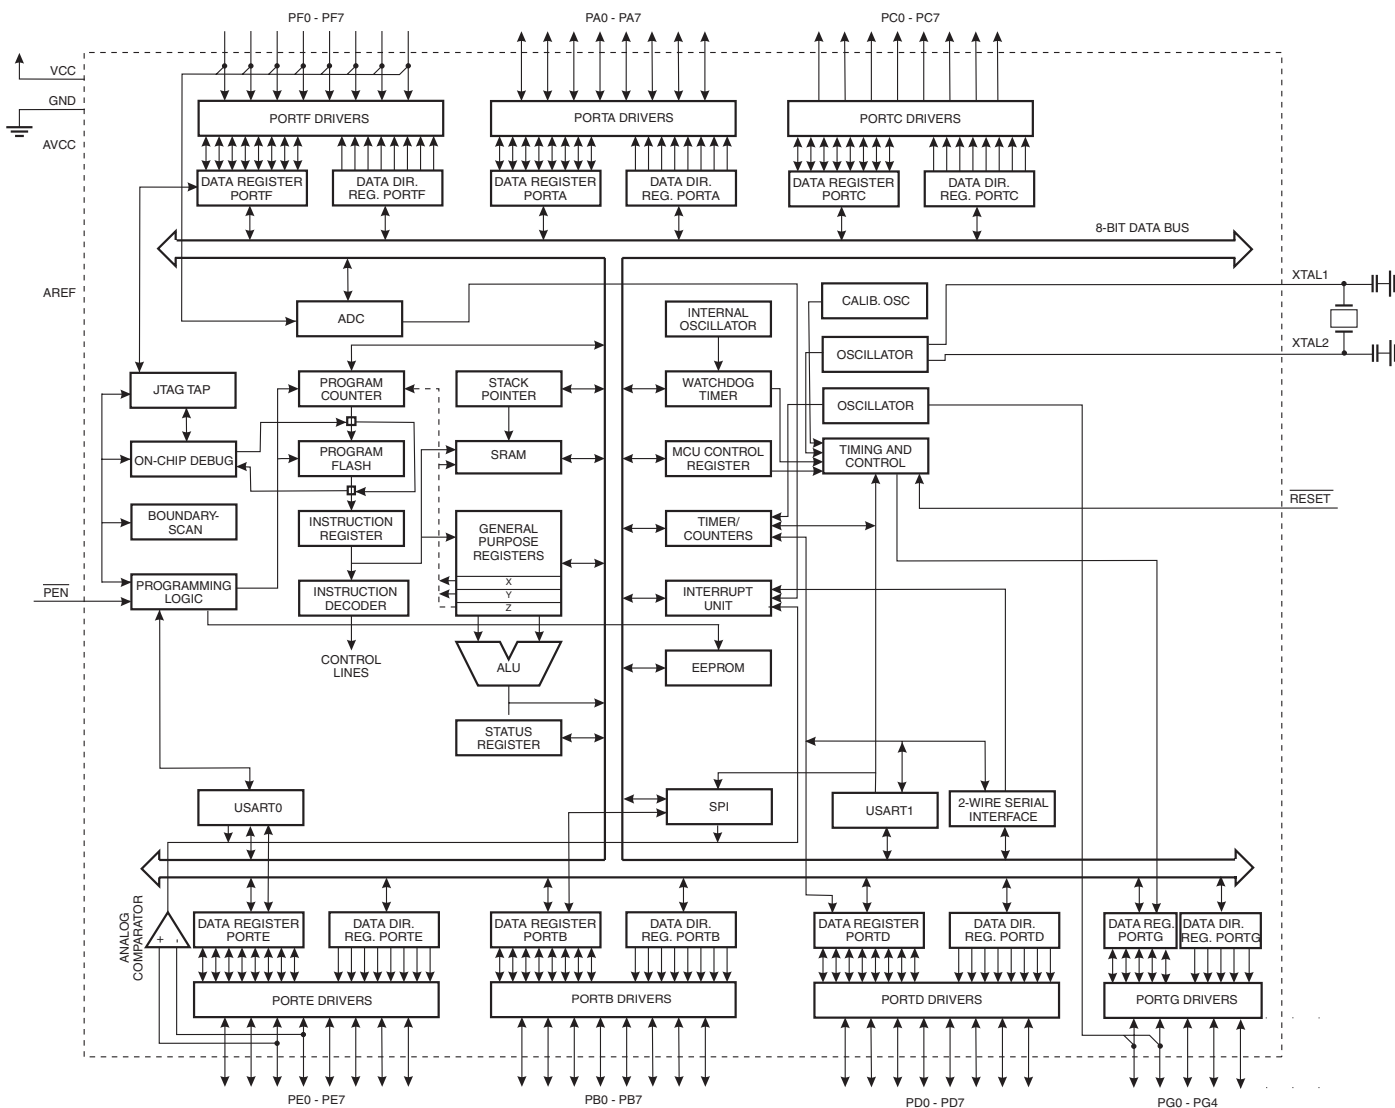 PF0 - PF7
PA0 - PA7
PC0 - PC7
VCC
GND
AVCC
PORTF DRIVERS
PORTA DRIVERS
PORTC DRIVERS
DATA REGISTER
PORTF
DATA DIR.
REG. PORTF
DATA REGISTER
PORTA
DATA DIR.
REG. PORTA
DATA REGISTER
PORTC
DATA DIR.
REG. PORTC
8-BIT DATA BUS
AREF
XTAL1
CALIB. OSC
ADC
INTERNAL
OSCILLATOR
OSCILLATOR
XTAL2
JTAG TAP
PROGRAM
COUNTER
STACK
POINTER
WATCHDOG
TIMER
OSCILLATOR
ON-CHIP DEBUG
PROGRAM
FLASH
SRAM
MCU CONTROL
REGISTER
TIMING AND
CONTROL
RESET
BOUNDARY-
SCAN
INSTRUCTION
REGISTER
GENERAL
PURPOSE
REGISTERS
X
Y
Z
TIMER/
COUNTERS
PEN
PROGRAMMING
LOGIC
INSTRUCTION
DECODER
INTERRUPT
UNIT
CONTROL
LINES
ALU
EEPROM
STATUS
REGISTER
USART0
SPI
USART1
2-WIRE SERIAL
INTERFACE
ANALOG
COMPARATOR
+
-
DATA REGISTER
PORTE
DATA DIR.
REG. PORTE
DATA REGISTER
PORTB
DATA DIR.
REG. PORTB
DATA REGISTER
PORTD
DATA DIR.
REG. PORTD
DATA REG.
PORTG
DATA DIR.
REG. PORTG
PORTE DRIVERS
PORTB DRIVERS
PORTD DRIVERS
PORTG DRIVERS
PE0 - PE7
PB0 - PB7
PD0 - PD7
PG0 - PG4